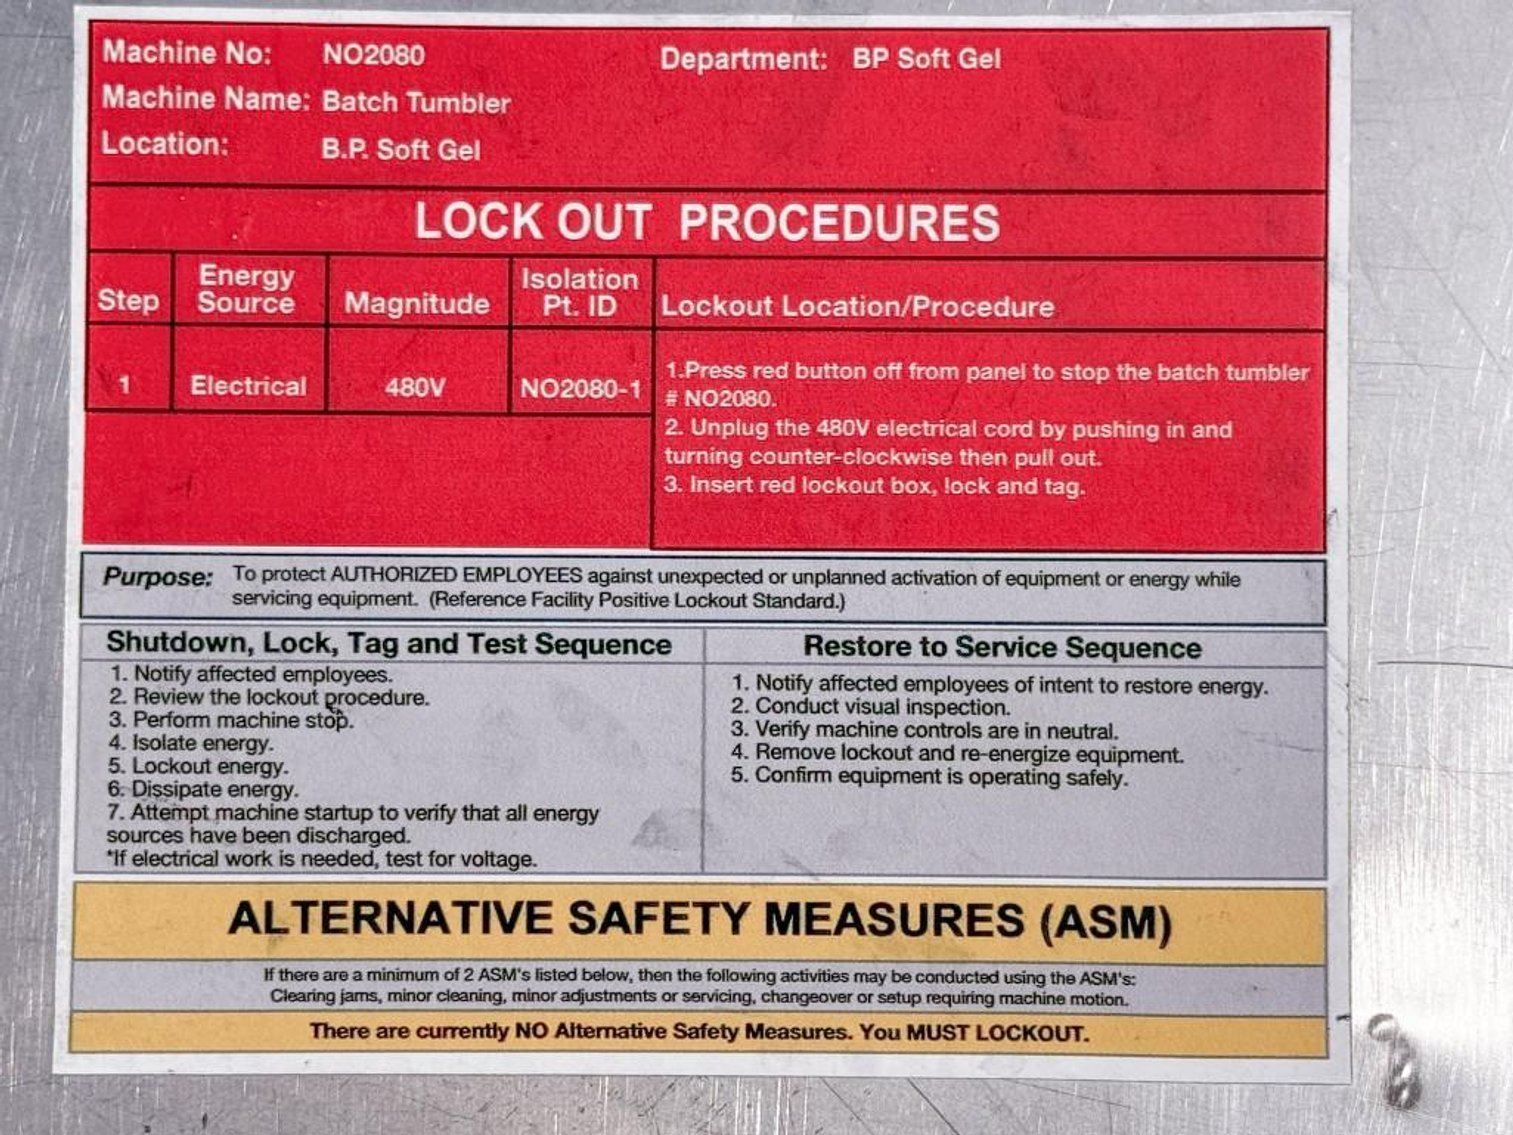 Machine No: NO2080 Department: BP Soft Gel
Machine Name: Batch Tumbler
Location: B.P. Soft Gel
LOCK OUT PROCEDURES
Step Energy Source Magnitude Isolation Pt. ID Lockout Location/Procedure
1 Electrical 480V NO2080-1
1.Press red button off from panel to stop the batch tumbler
# NO2080.
2. Unplug the 480V electrical cord by pushing in and
turning counter-clockwise then pull out.
3. Insert red lockout box, lock and tag.
Purpose: To protect AUTHORIZED EMPLOYEES against unexpected or unplanned activation of equipment or energy while
servicing equipment. (Reference Facility Positive Lockout Standard.)
Shutdown, Lock, Tag and Test Sequence
1. Notify affected employees.
2. Review the lockout procedure.
3. Perform machine stop.
4. Isolate energy.
5. Lockout energy.
6. Dissipate energy.
7. Attempt machine startup to verify that all energy
sources have been discharged.
*If electrical work is needed, test for voltage.
Restore to Service Sequence
1. Notify affected employees of intent to restore energy.
2. Conduct visual inspection.
3. Verify machine controls are in neutral.
4. Remove lockout and re-energize equipment.
5. Confirm equipment is operating safely.
ALTERNATIVE SAFETY MEASURES (ASM)
If there are a minimum of 2 ASM's listed below, then the following activities may be conducted using the ASM's:
Clearing jams, minor cleaning, minor adjustments or servicing, changeover or setup requiring machine motion.
There are currently NO Alternative Safety Measures. You MUST LOCKOUT.